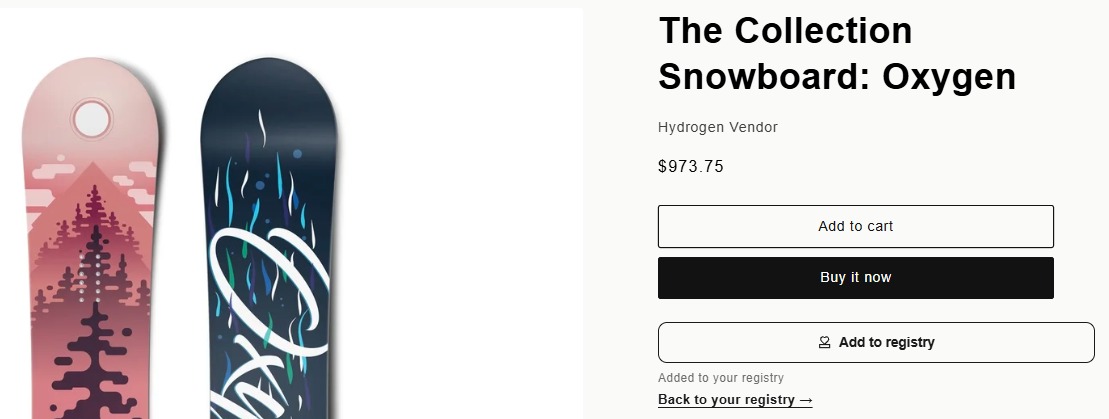 The Collection
Snowboard: Oxygen
Hydrogen Vendor
$973.75
Add to cart
Buy it now
Add to registry
Added to your registry
Back to your registry →